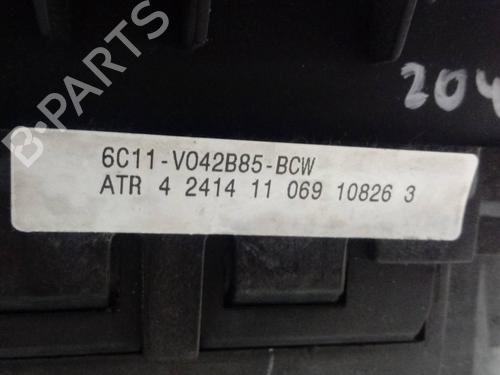 B-PARTS
204
6C11-V042B85-BCW
ATR 4 2414 11 069 10826 3